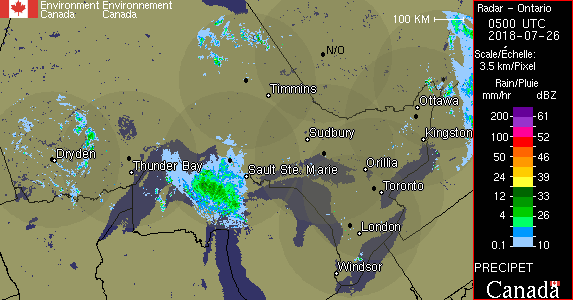 Environment Environnement
Canada Canada
100 KM
N/O
Timmins
Ottawa
Sudbury
Kingston
Dryden
Thunder Bay
Sault Ste. Marie
Orillia
Toronto
London
Windsor
Radar - Ontario
0500 UTC
2018-07-26
Scale/Échelle:
3.5 km/Pixel
Rain/Pluie
mm/hr dBZ
200 61
100 52
50 46
24 39
12 33
4 26
0.1 10
PRECIPET
Canada